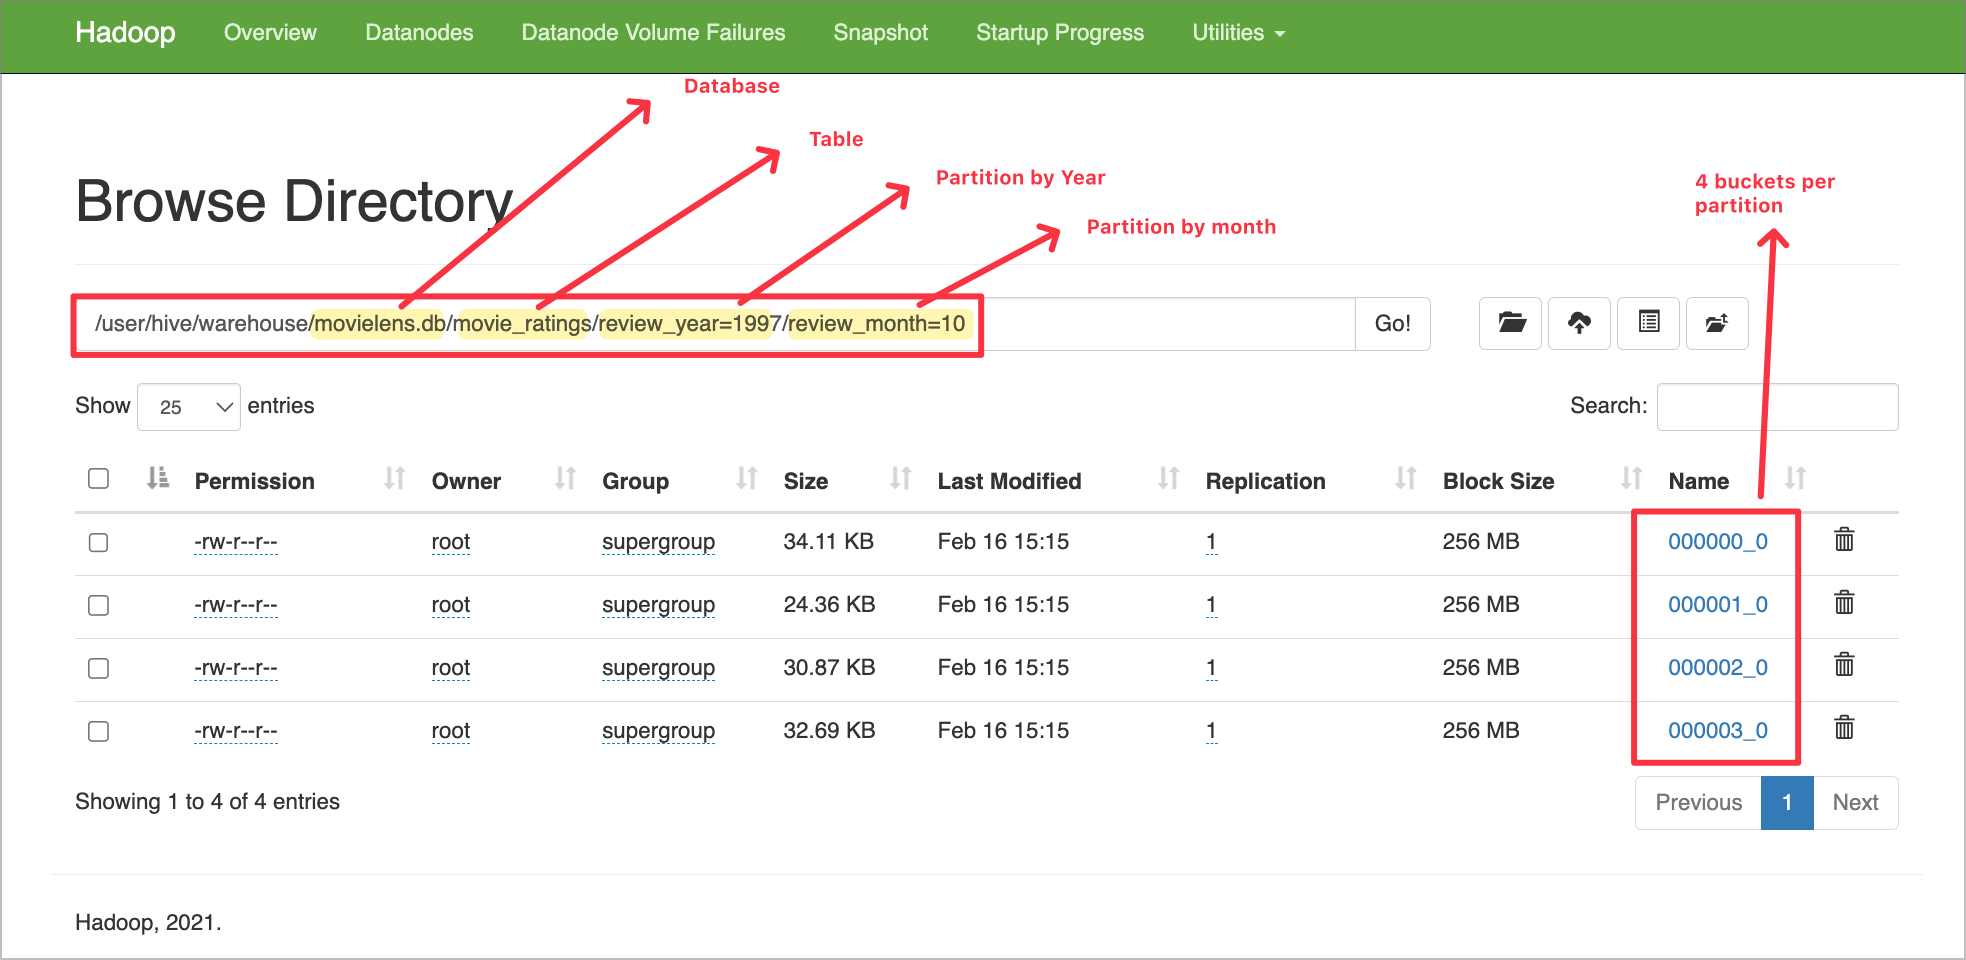 Hadoop Overview Datanodes Datanode Volume Failures Snapshot Startup Progress Utilities
Database
Table
Partition by Year
4 buckets per
partition
Browse Directory
Partition by month
/user/hive/warehouse/movielens.db/movie_ratings/review_year=1997/review_month=10 Go!
Show 25 entries Search:
Permission Owner Group Size Last Modified Replication Block Size Name
-rw-r--r-- root supergroup 34.11 KB Feb 16 15:15 1 256 MB 000000_0
-rw-r--r-- root supergroup 24.36 KB Feb 16 15:15 1 256 MB 000001_0
-rw-r--r-- root supergroup 30.87 KB Feb 16 15:15 1 256 MB 000002_0
-rw-r--r-- root supergroup 32.69 KB Feb 16 15:15 1 256 MB 000003_0
Showing 1 to 4 of 4 entries Previous 1 Next
Hadoop, 2021.